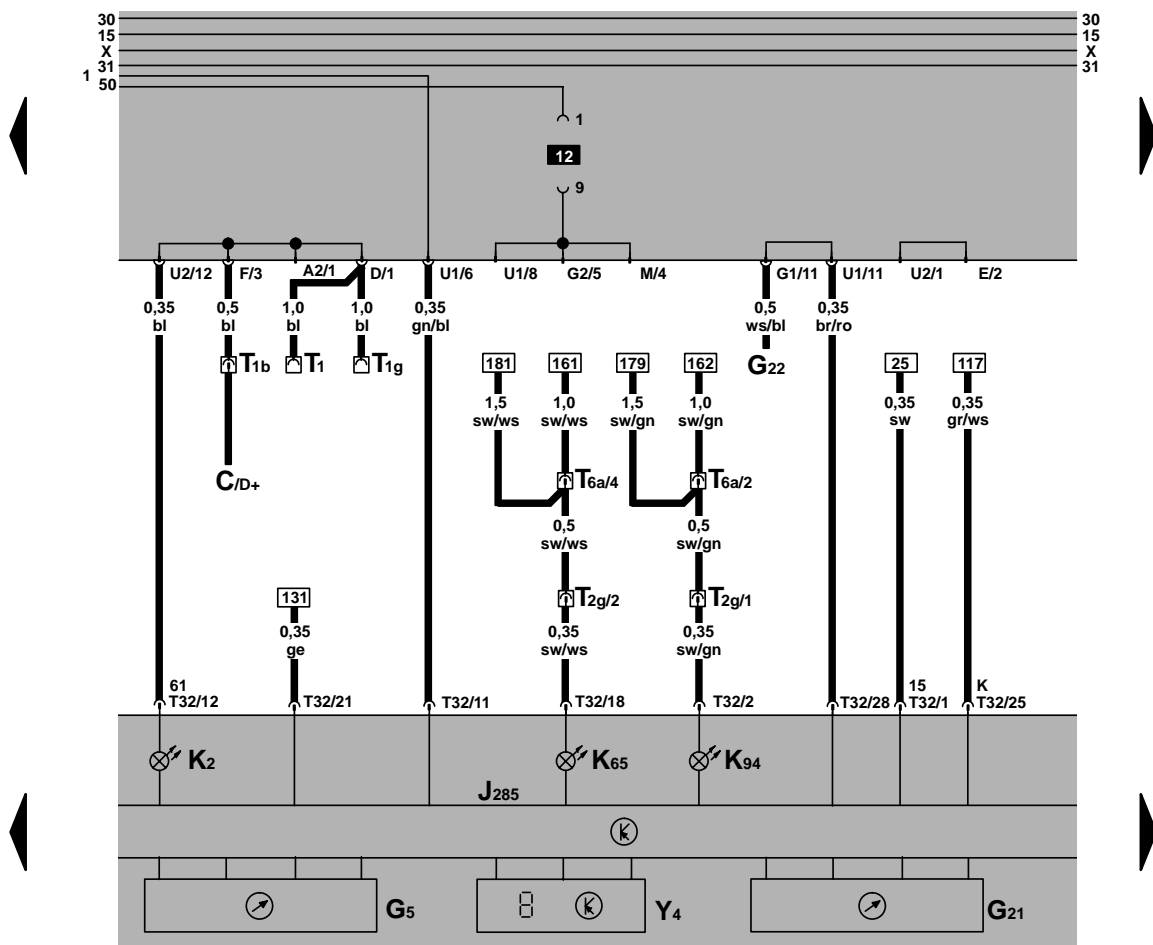 30 30
15 15
X X
31 31
1
50
1
12
9
U2/12 F/3 A2/1 D/1 U1/6 U1/8 G2/5 M/4 G1/11 U1/11 U2/1 E/2
0,35 0,5 1,0 1,0 0,35 0,5 0,35
bl bl bl bl gn/bl ws/bl br/ro
T1b T1 T1g G22
181 161 179 162 25 117
1,5 1,0 1,5 1,0 0,35 0,35
sw/ws sw/ws sw/gn sw/gn sw gr/ws
C/D+ T6a/4 T6a/2
0,5 0,5
sw/ws sw/gn
131 T2g/2 T2g/1
0,35 0,35 0,35
ge sw/ws sw/gn
61 15 K
T32/12 T32/21 T32/11 T32/18 T32/2 T32/28 T32/1 T32/25
K2 K65 K94
J285
G5 8 Y4 G21